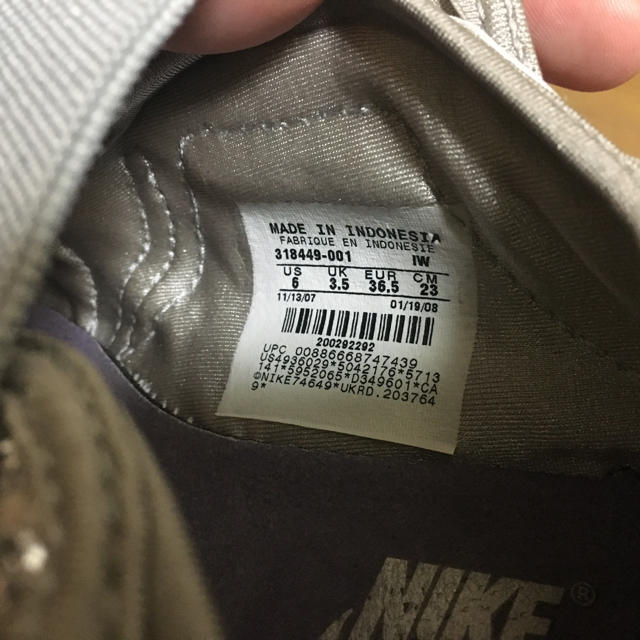 MADE IN INDONESIA
FABRIQUE EN INDONESIE
318449-001 IW
US UK EUR CM
6 3.5 36.5 23
11/13/07 01/19/08
200292292
UPC 00886668747439
US4939899*5042176*5713
141*5952065*D349601*CA
©NIKE74649*UKRD.203764
9*
NIKE®